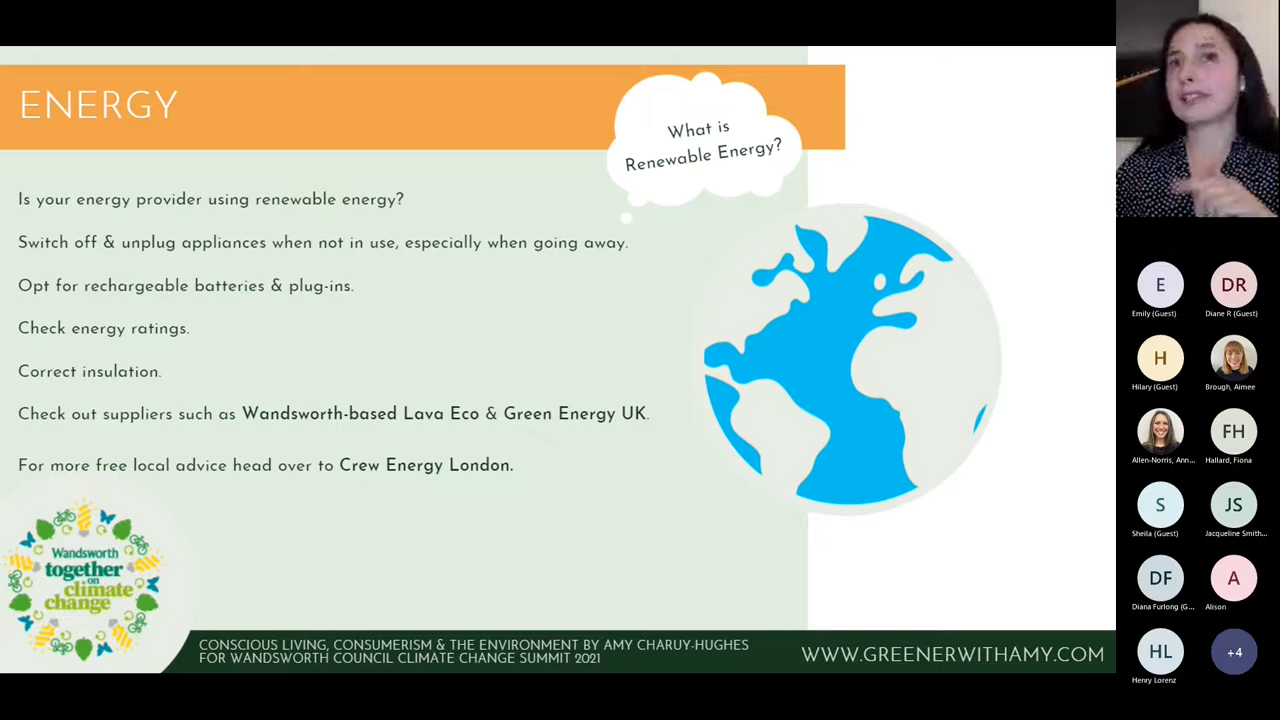 ENERGY
What is
Renewable Energy?
Is your energy provider using renewable energy?
Switch off & unplug appliances when not in use, especially when going away.
Opt for rechargeable batteries & plug-ins.
Check energy ratings.
Correct insulation.
Check out suppliers such as Wandsworth-based Lava Eco & Green Energy UK.
For more free local advice head over to Crew Energy London.
Wandsworth
together
on
climate
change
CONSCIOUS LIVING, CONSUMERISM & THE ENVIRONMENT BY AMY CHARUY-HUGHES
FOR WANDSWORTH COUNCIL CLIMATE CHANGE SUMMIT 2021
WWW.GREENERWITHAMY.COM
E
Emily (Guest)
DR
Diane R (Guest)
H
Hilary (Guest)
Brough, Aimee
Allen-Norris, Ann...
FH
Hallard, Fiona
S
Sheila (Guest)
JS
Jacqueline Smith...
DF
Diana Furlong (G...
A
Alison
HL
Henry Lorenz
+4